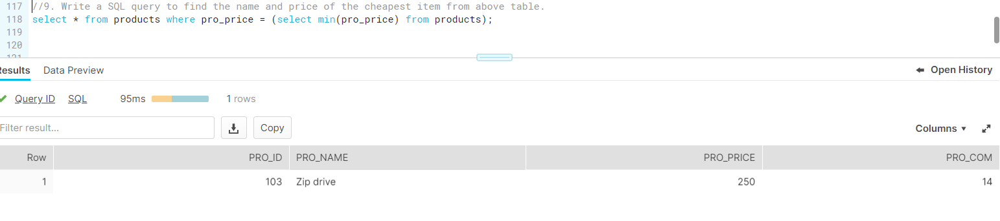 117 //9. Write a SQL query to find the name and price of the cheapest item from above table.
118 select * from products where pro_price = (select min(pro_price) from products);
119
120
121
Results Data Preview Open History
Query ID SQL 95ms 1 rows
Filter result... Copy Columns
Row PRO_ID PRO_NAME PRO_PRICE PRO_COM
1 103 Zip drive 250 14